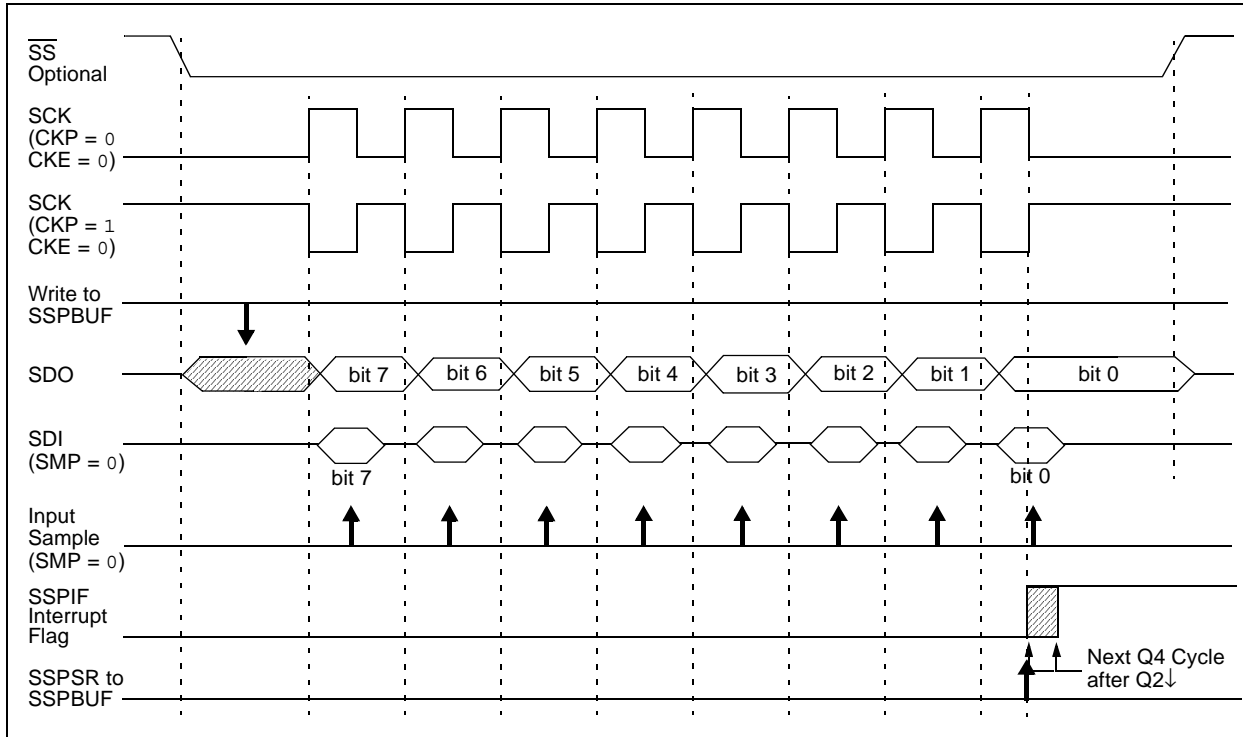 SS
Optional
SCK
(CKP = 0
CKE = 0)
SCK
(CKP = 1
CKE = 0)
Write to
SSPBUF
SDO
bit 7 bit 6 bit 5 bit 4 bit 3 bit 2 bit 1 bit 0
SDI
(SMP = 0)
bit 7 bit 0
Input
Sample
(SMP = 0)
SSPIF
Interrupt
Flag
Next Q4 Cycle
after Q2↓
SSPSR to
SSPBUF